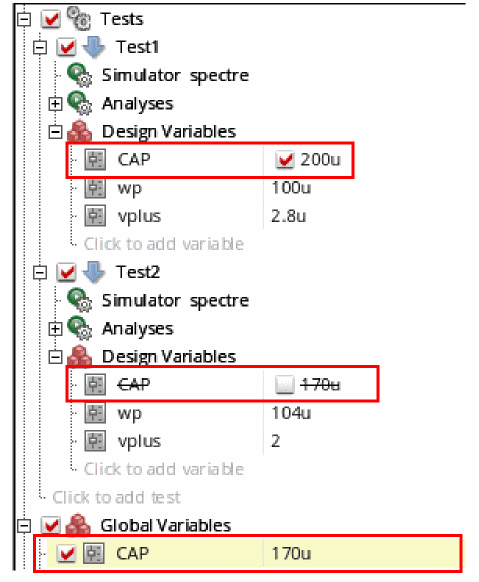 Tests
Test1
Simulator spectre
Analyses
Design Variables
CAP 200u
wp 100u
vplus 2.8u
Click to add variable
Test2
Simulator spectre
Analyses
Design Variables
CAP 170u
wp 104u
vplus 2
Click to add variable
Click to add test
Global Variables
CAP 170u